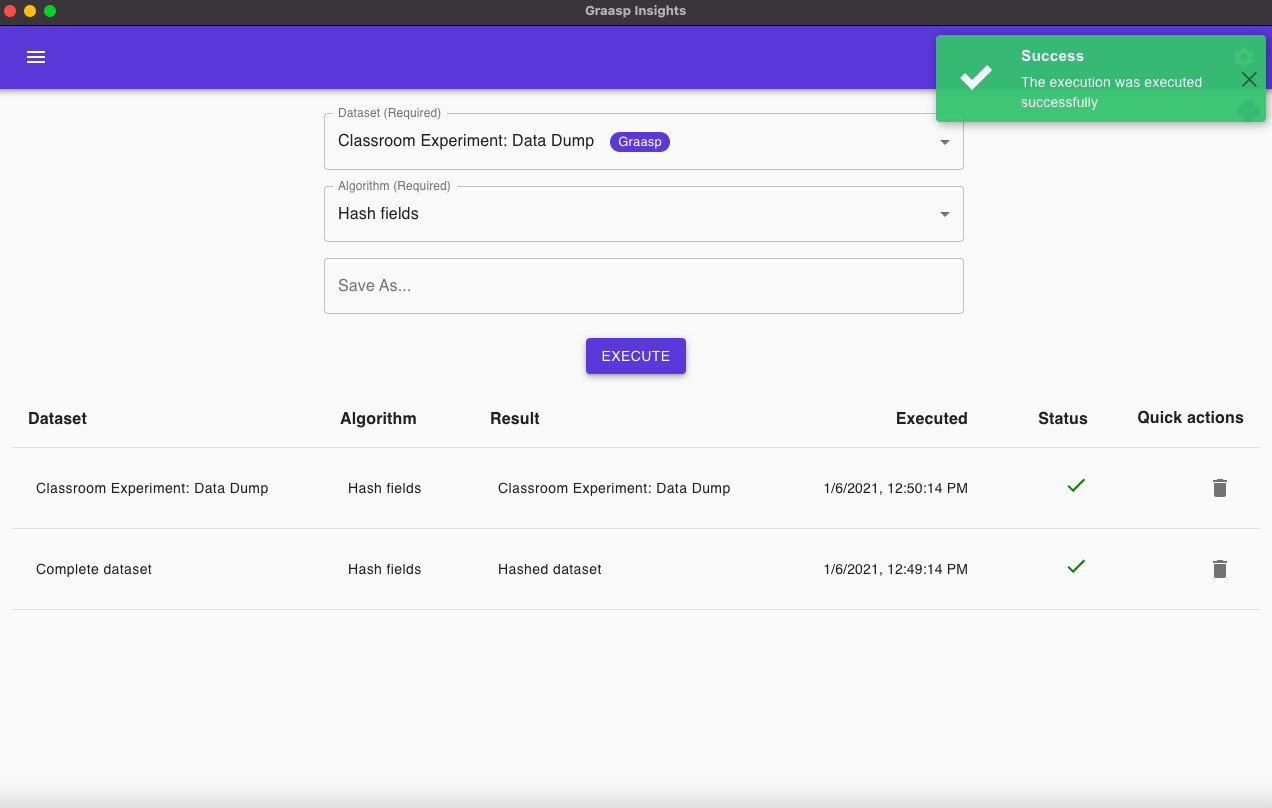 Graasp Insights
Success
The execution was executed
successfully
Dataset (Required)
Classroom Experiment: Data Dump Graasp
Algorithm (Required)
Hash fields
Save As...
EXECUTE
Dataset Algorithm Result Executed Status Quick actions
Classroom Experiment: Data Dump Hash fields Classroom Experiment: Data Dump 1/6/2021, 12:50:14 PM
Complete dataset Hash fields Hashed dataset 1/6/2021, 12:49:14 PM